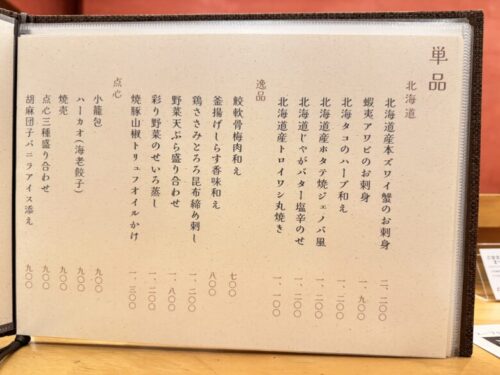 単品
北海道
北海道産本ズワイ蟹のお刺身 二、二〇〇
蝦夷アワビのお刺身 一、九〇〇
北海タコのハーブ和え 一、二〇〇
北海道産ホタテ焼ジェノバ風 一、二〇〇
北海道じゃがバター塩辛のせ 一、二〇〇
北海道産トロイワシ丸焼き 一、一〇〇
逸品
鮫軟骨梅肉和え 七〇〇
釜揚げしらす香味和え 八〇〇
鶏ささみとろろ昆布締め刺し 一、二〇〇
野菜天ぷら盛り合わせ 一、八〇〇
彩り野菜のせいろ蒸し 一、二〇〇
焼豚山椒トリュフオイルかけ 一、三〇〇
点心
小籠包 九〇〇
ハーカオ(海老餃子) 九〇〇
焼売 九〇〇
点心三種盛り合わせ 九〇〇
胡麻団子バニラアイス添え 九〇〇